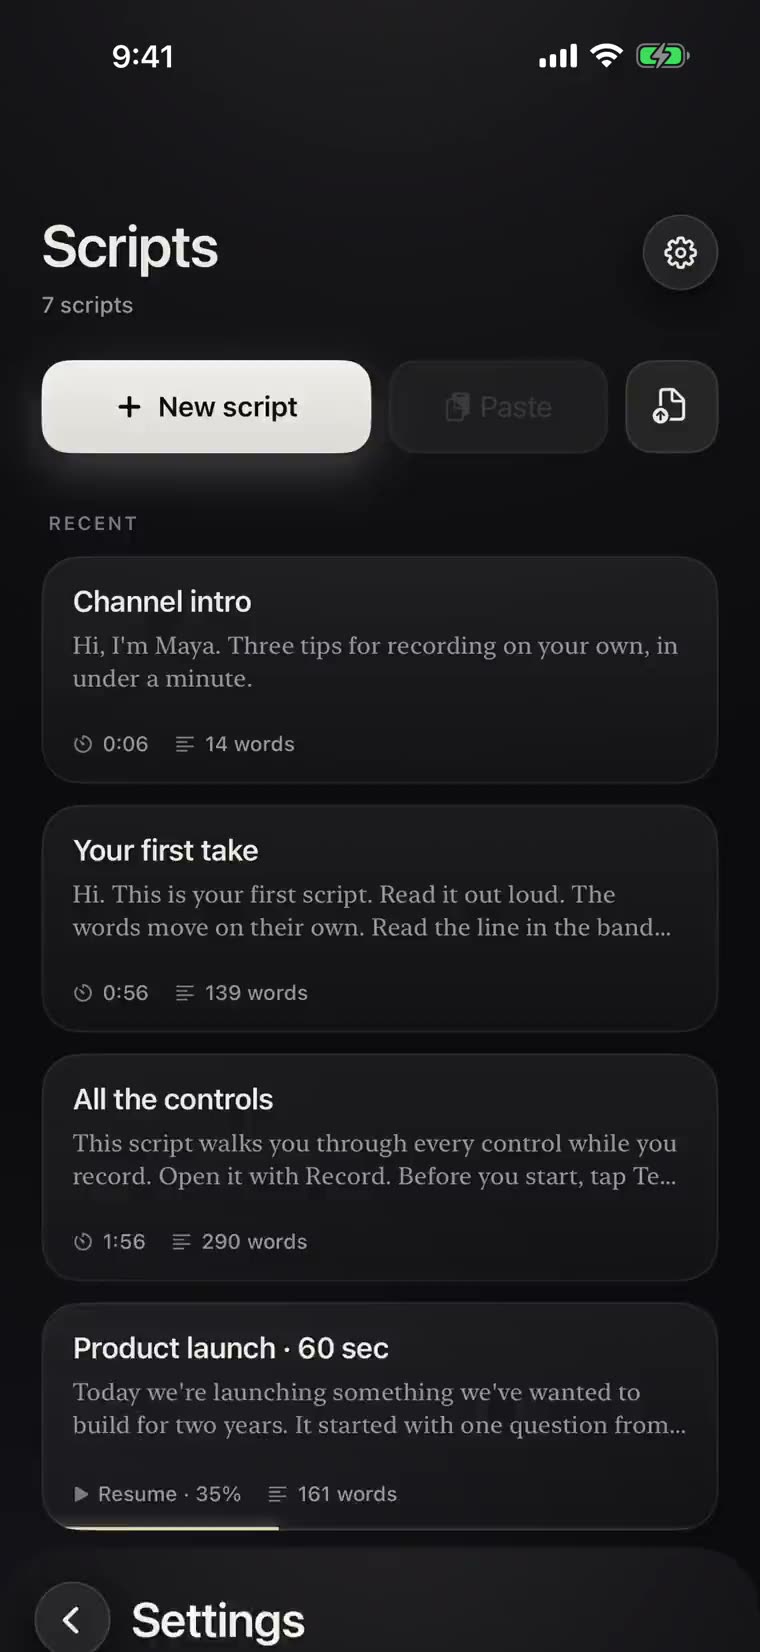 9:41
Scripts
7 scripts
New script
Paste
RECENT
Channel intro
Hi, I'm Maya. Three tips for recording on your own, in
under a minute.
0:06 14 words
Your first take
Hi. This is your first script. Read it out loud. The
words move on their own. Read the line in the band...
0:56 139 words
All the controls
This script walks you through every control while you
record. Open it with Record. Before you start, tap Te...
1:56 290 words
Product launch · 60 sec
Today we're launching something we've wanted to
build for two years. It started with one question from...
Resume · 35% 161 words
Settings